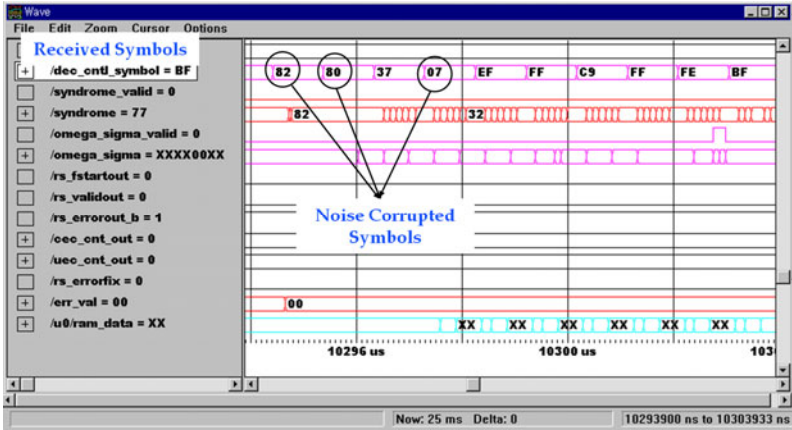 Wave
File Edit Zoom Cursor Options
Received Symbols
/dec_cntl_symbol = BF
82 80 37 07 EF FF C9 FF FE BF
/syndrome_valid = 0
/syndrome = 77
82 32
/omega_sigma_valid = 0
/omega_sigma = XXXX00XX
/rs_fstartout = 0
/rs_validout = 0
/rs_errorout_b = 1
Noise Corrupted
Symbols
/cec_cnt_out = 0
/uec_cnt_out = 0
/rs_errorfix = 0
/err_val = 00
00
/u0/ram_data = XX
XX XX XX XX XX XX
10296 us 10300 us 103
Now: 25 ms Delta: 0 10293900 ns to 10303933 ns